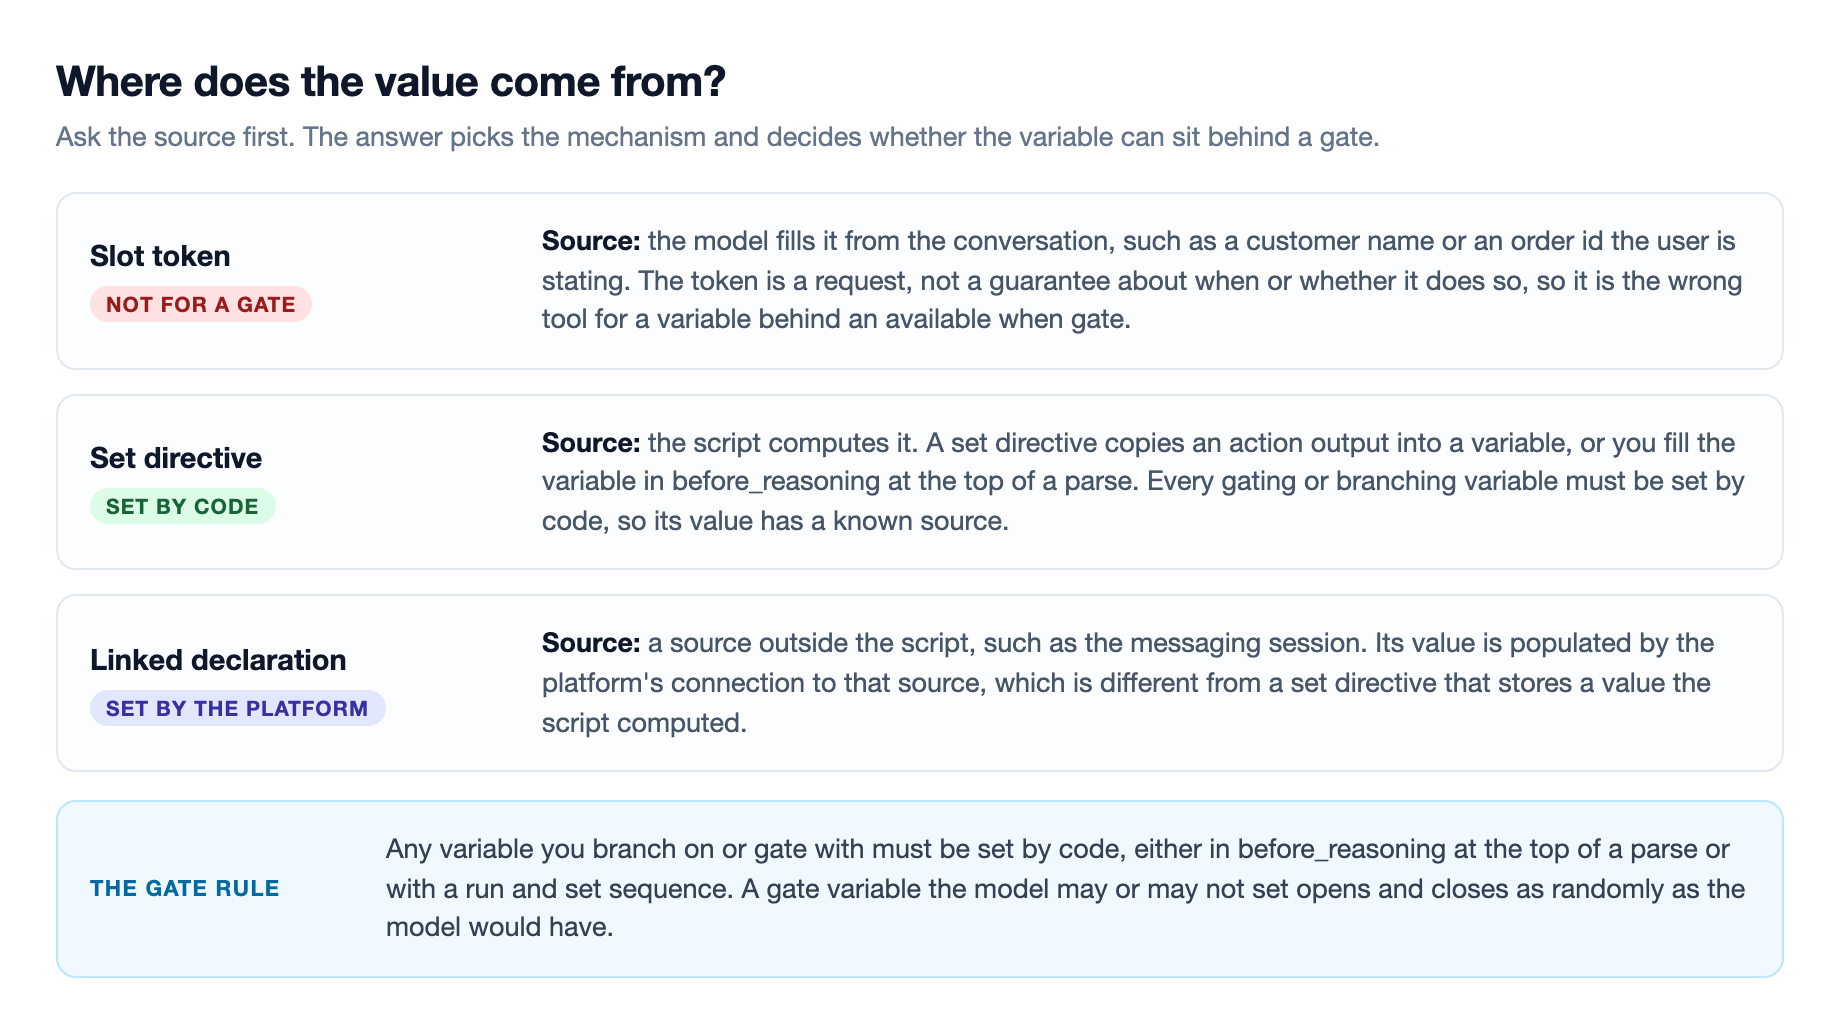 Where does the value come from?
Ask the source first. The answer picks the mechanism and decides whether the variable can sit behind a gate.
Slot token
NOT FOR A GATE
Source: the model fills it from the conversation, such as a customer name or an order id the user is
stating. The token is a request, not a guarantee about when or whether it does so, so it is the wrong
tool for a variable behind an available when gate.
Set directive
SET BY CODE
Source: the script computes it. A set directive copies an action output into a variable, or you fill the
variable in before_reasoning at the top of a parse. Every gating or branching variable must be set by
code, so its value has a known source.
Linked declaration
SET BY THE PLATFORM
Source: a source outside the script, such as the messaging session. Its value is populated by the
platform's connection to that source, which is different from a set directive that stores a value the
script computed.
THE GATE RULE
Any variable you branch on or gate with must be set by code, either in before_reasoning at the top of a parse or
with a run and set sequence. A gate variable the model may or may not set opens and closes as randomly as the
model would have.